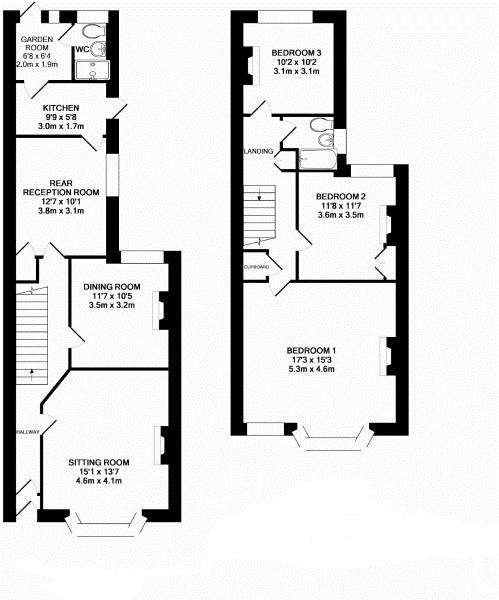 GARDEN
ROOM
6'8 x 6'4
2.0m x 1.9m
WC
KITCHEN
9'9 x 5'8
3.0m x 1.7m
REAR
RECEPTION ROOM
12'7 x 10'1
3.8m x 3.1m
DINING ROOM
11'7 x 10'5
3.5m x 3.2m
HALLWAY
SITTING ROOM
15'1 x 13'7
4.6m x 4.1m
BEDROOM 3
10'2 x 10'2
3.1m x 3.1m
LANDING
BEDROOM 2
11'8 x 11'7
3.6m x 3.5m
CUPBOARD
BEDROOM 1
17'3 x 15'3
5.3m x 4.6m